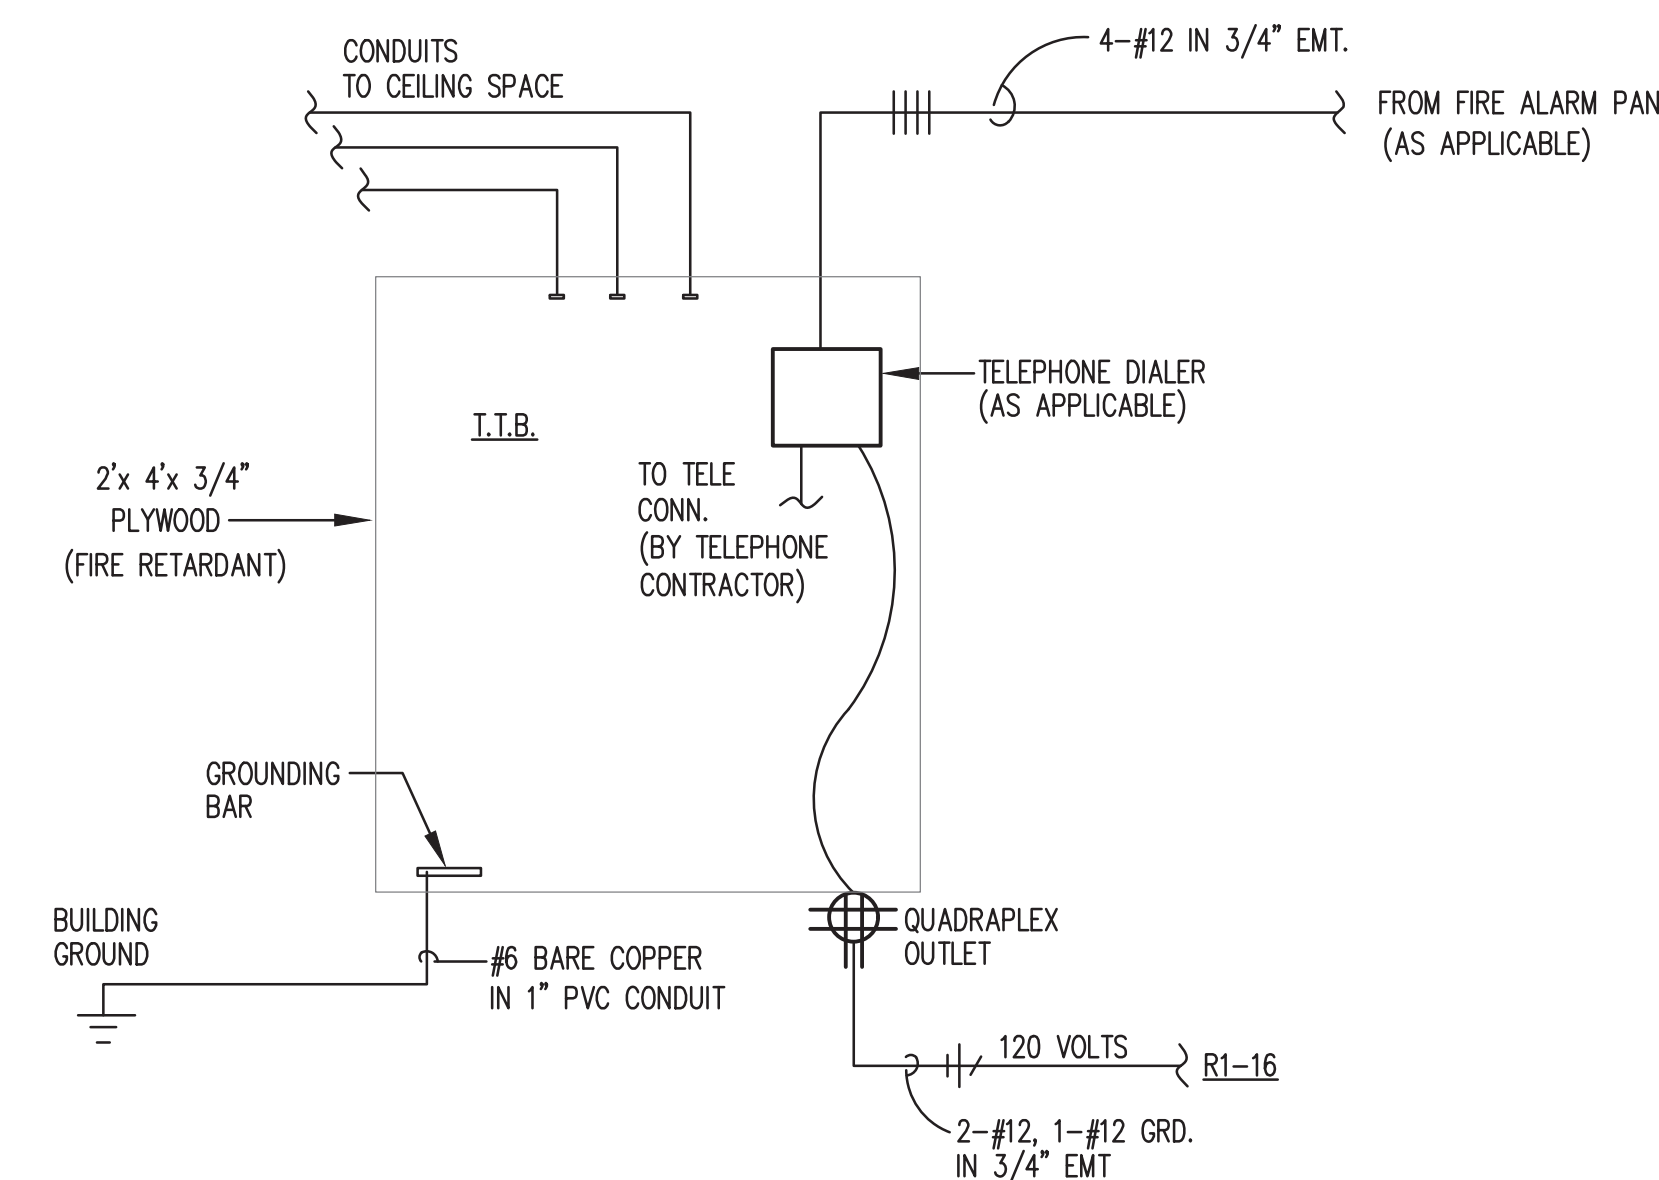 CONDUITS
TO CEILING SPACE
4-#12 IN 3/4" EMT.
FROM FIRE ALARM PAN
(AS APPLICABLE)
TELEPHONE DIALER
(AS APPLICABLE)
T.T.B.
2'x 4'x 3/4"
PLYWOOD
(FIRE RETARDANT)
TO TELE
CONN.
(BY TELEPHONE
CONTRACTOR)
GROUNDING
BAR
BUILDING
GROUND
#6 BARE COPPER
IN 1" PVC CONDUIT
QUADRAPLEX
OUTLET
120 VOLTS
R1-16
2-#12, 1-#12 GRD.
IN 3/4" EMT